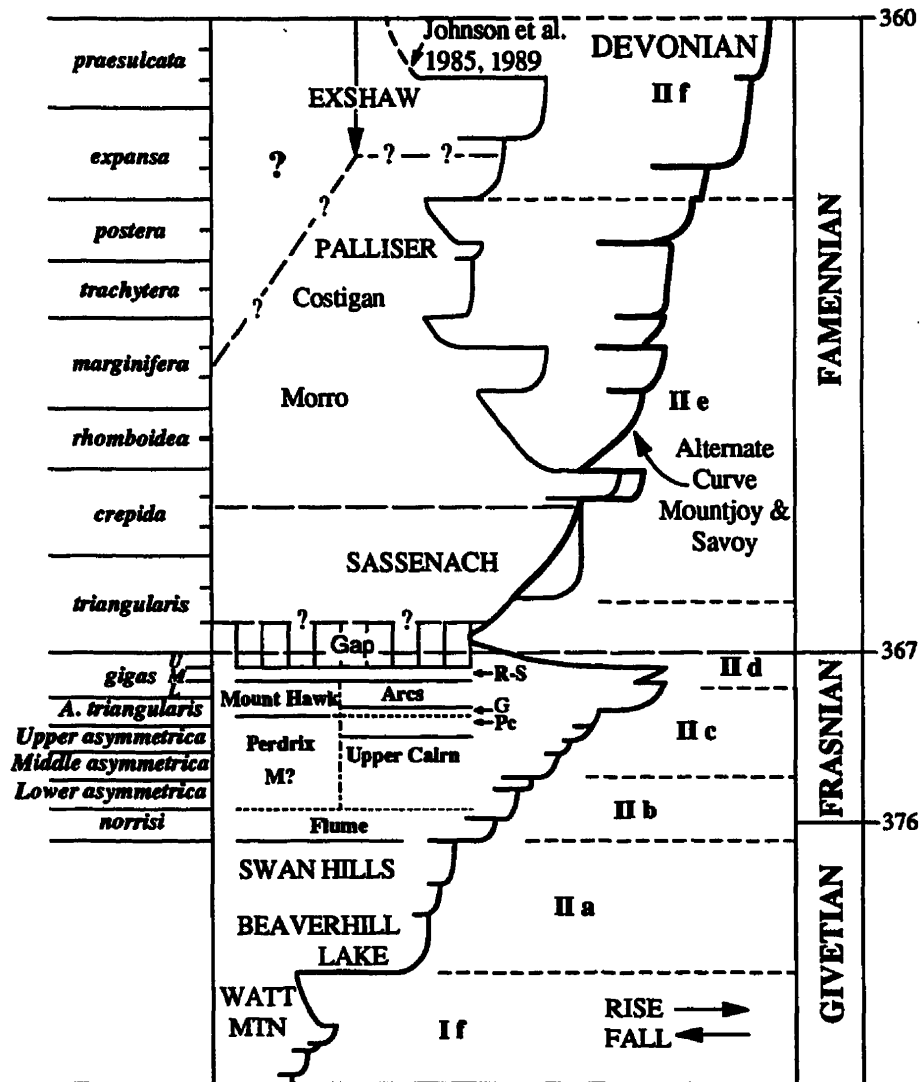 360
Johnson et al.
1985, 1989
DEVONIAN
praesulcata
EXSHAW
II f
expansa
?
? ?
?
postera
PALLISER
trachytera
Costigan
?
FAMENNIAN
marginifera
Morro
II e
rhomboidea
Alternate
Curve
Mountjoy &
Savoy
crepida
SASSENACH
triangularis
? ?
Gap
367
U
gigas M
L
R-S
II d
Mount Hawk
Arcs
A. triangularis
G
Pc
Upper asymmetrica
II c
Perdrix
Upper Cairn
Middle asymmetrica
M?
FRASNIAN
Lower asymmetrica
II b
norrisi
Flume
376
SWAN HILLS
II a
BEAVERHILL
LAKE
GIVETIAN
WATT
MTN
I f
RISE
FALL